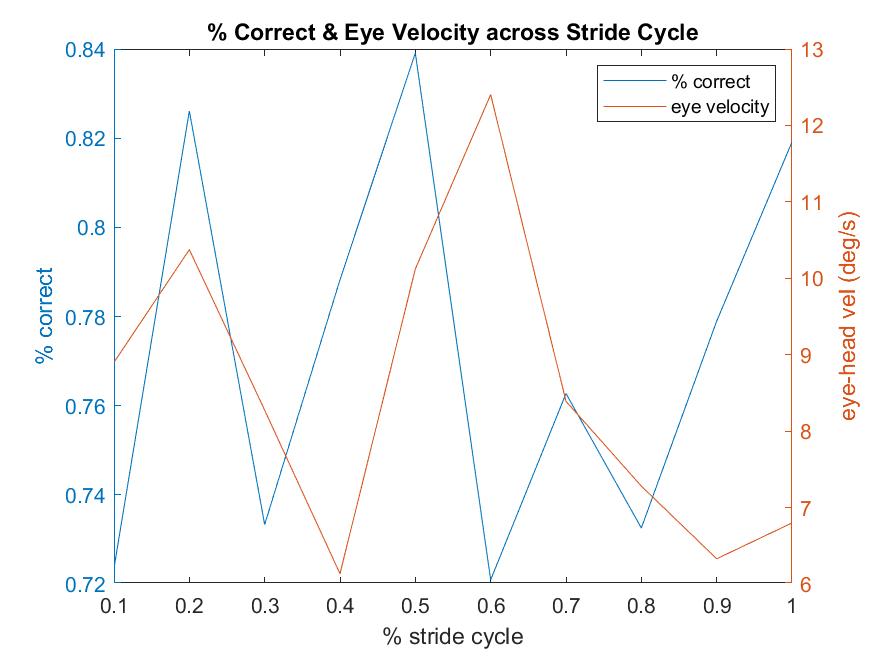 % Correct & Eye Velocity across Stride Cycle
0.84
0.82
0.8
0.78
0.76
0.74
0.72
% correct
% correct
eye velocity
13
12
11
10
9
8
7
6
eye-head vel (deg/s)
0.1 0.2 0.3 0.4 0.5 0.6 0.7 0.8 0.9 1
% stride cycle